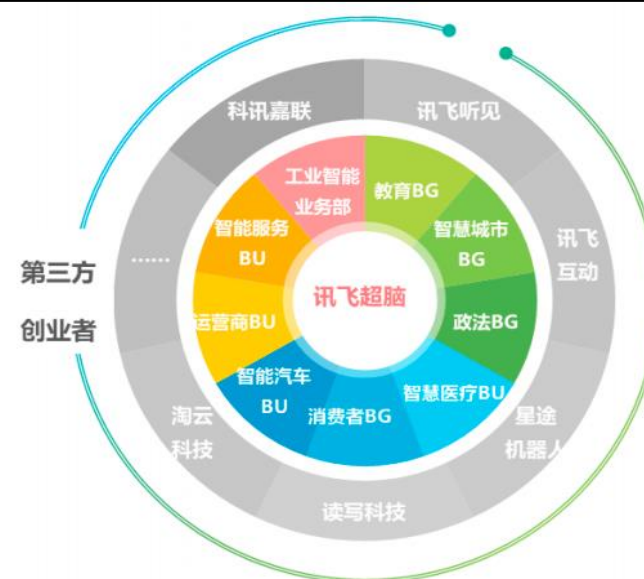 科讯嘉联
讯飞听见
工业智能
业务部
教育BG
智能服务
BU
智慧城市
BG
讯飞
互动
……
第三方
创业者
讯飞超脑
运营商BU
政法BG
智能汽车
BU
消费者BG
智慧医疗BU
淘云
科技
星途
机器人
读写科技